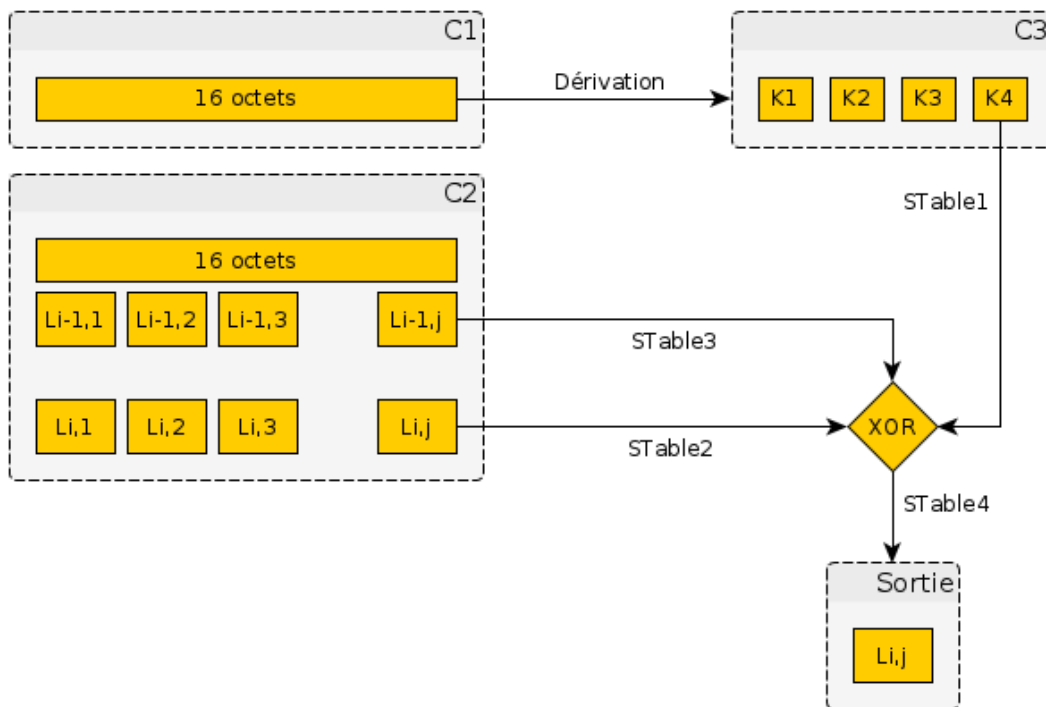 C1
16 octets
Dérivation
C3
K1 K2 K3 K4
STable1
C2
16 octets
Li-1,1 Li-1,2 Li-1,3 Li-1,j
STable3
Li,1 Li,2 Li,3 Li,j
STable2
XOR
STable4
Sortie
Li,j